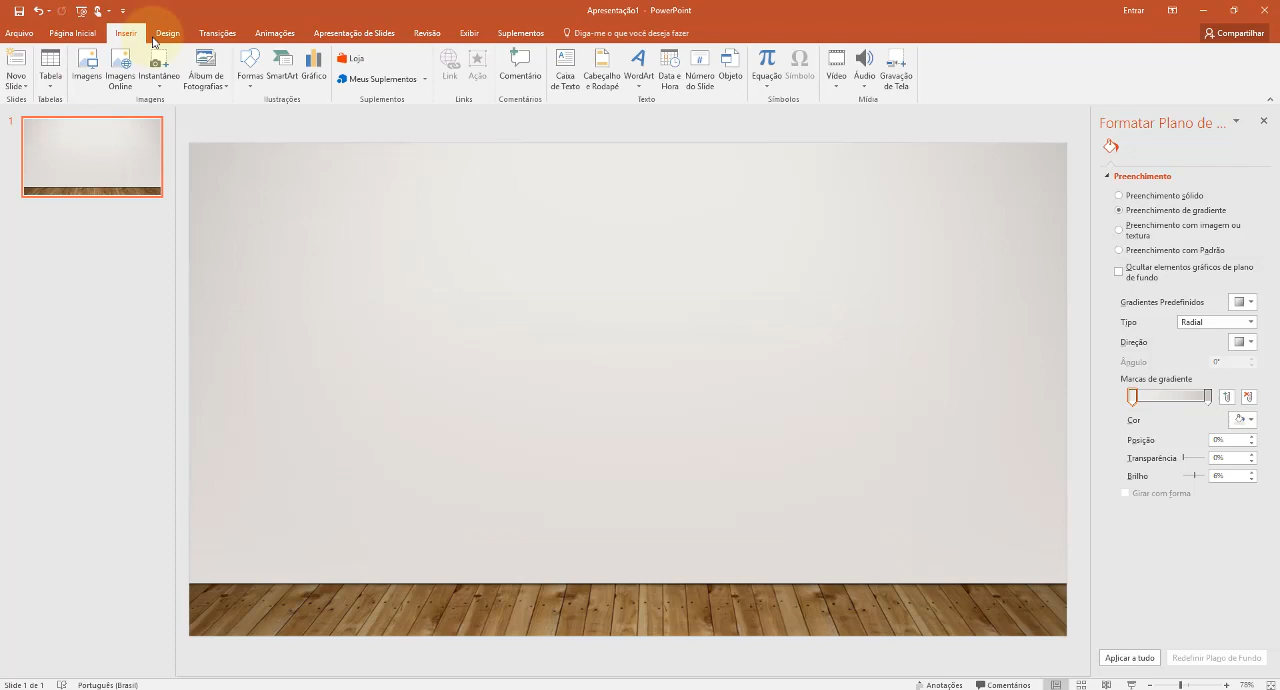 Apresentação1 - PowerPoint
Entrar
Arquivo Página Inicial Inserir Design Transições Animações Apresentação de Slides Revisão Exibir Suplementos Diga-me o que você deseja fazer Compartilhar
Novo Slide Tabela Imagens Imagens Online Instantâneo Álbum de Fotografias Formas SmartArt Gráfico Loja Meus Suplementos Link Ação Comentário Caixa de Texto Cabeçalho e Rodapé WordArt Data e Hora Número do Slide Objeto Equação Símbolo Vídeo Áudio Gravação de Tela
Slides Tabelas Imagens Ilustrações Suplementos Links Comentários Texto Símbolos Mídia
1
Formatar Plano de ...
Preenchimento
Preenchimento sólido
Preenchimento de gradiente
Preenchimento com imagem ou
textura
Preenchimento com Padrão
Ocultar elementos gráficos de plano
de fundo
Gradientes Predefinidos
Tipo Radial
Direção
Ângulo 0°
Marcas de gradiente
Cor
Posição 0%
Transparência 0%
Brilho 6%
Girar com forma
Aplicar a tudo Redefinir Plano de Fundo
Slide 1 de 1 Português (Brasil) Anotações Comentários 78%